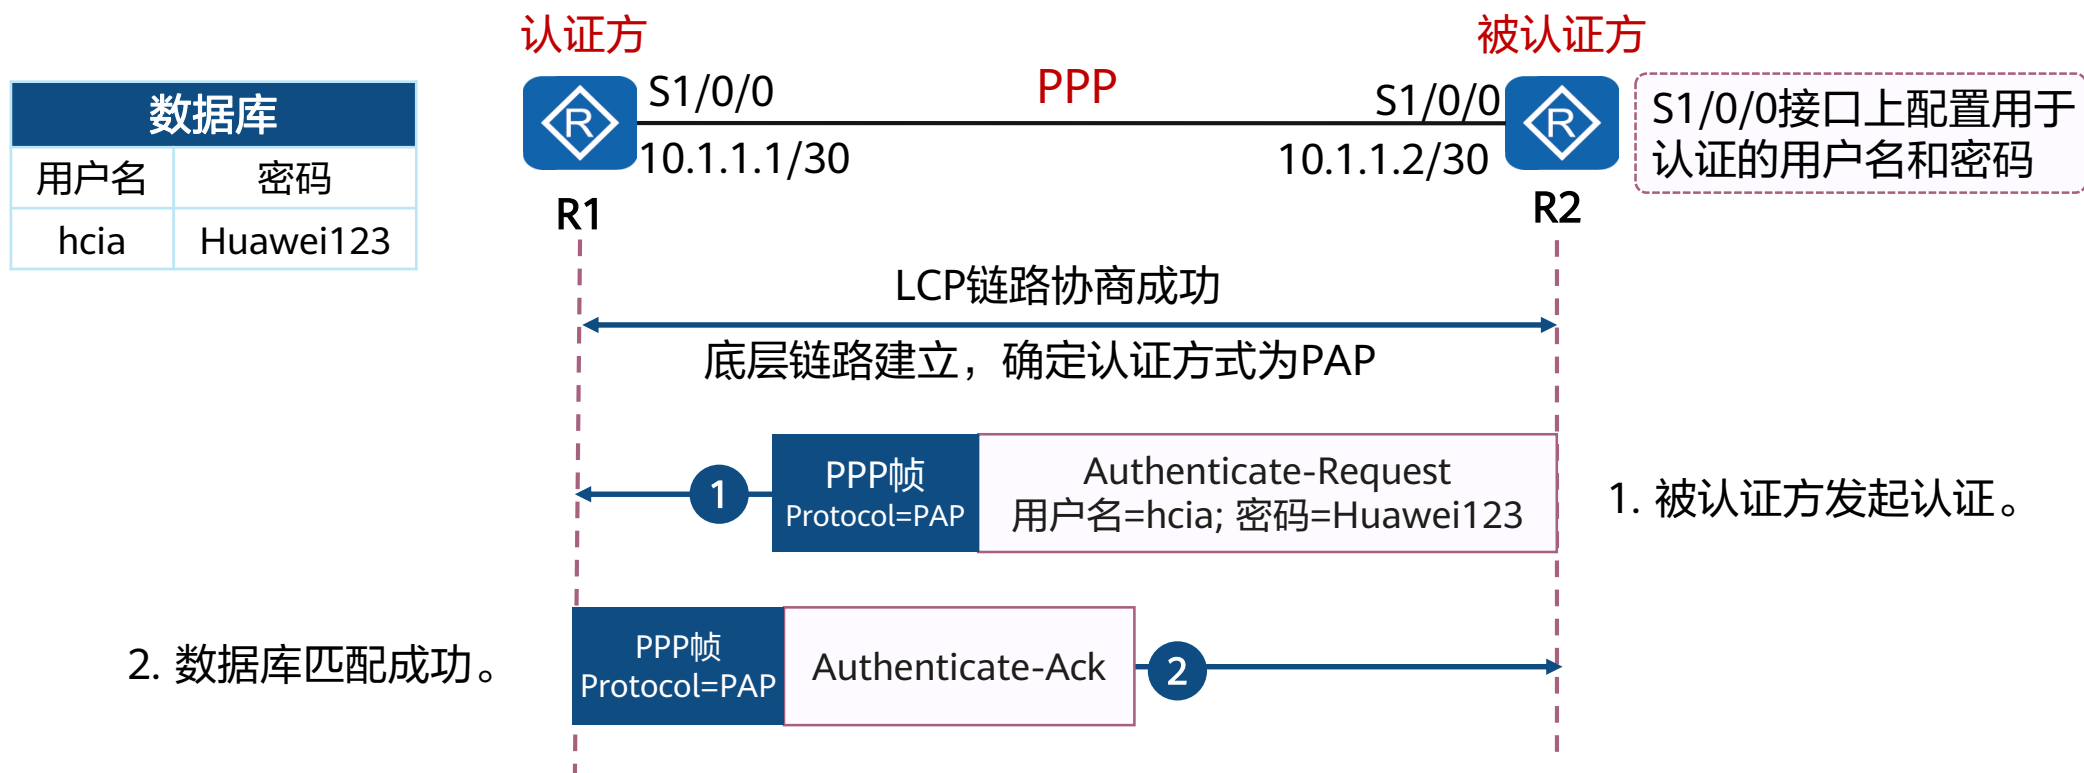 认证方
被认证方
数据库
用户名 密码
hcia Huawei123
S1/0/0
PPP
S1/0/0
10.1.1.1/30
10.1.1.2/30
R
R
R1
R2
S1/0/0接口上配置用于
认证的用户名和密码
LCP链路协商成功
底层链路建立，确定认证方式为PAP
1
PPP帧
Protocol=PAP
Authenticate-Request
用户名=hcia; 密码=Huawei123
1. 被认证方发起认证。
2. 数据库匹配成功。
PPP帧
Protocol=PAP
Authenticate-Ack
2